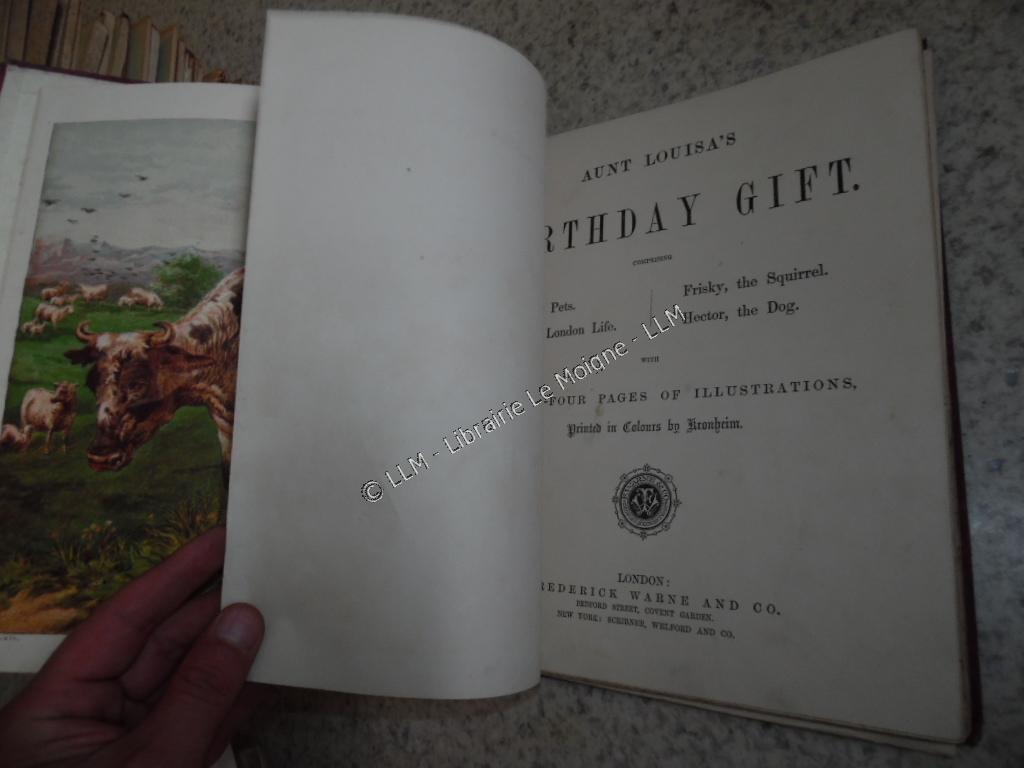 AUNT LOUISA'S
RTHDAY GIFT.
COMPRISING
Pets.
London Life.
Frisky, the Squirrel.
Hector, the Dog.
WITH
FOUR PAGES OF ILLUSTRATIONS,
Printed in Colours by Kronheim.
LONDON:
REDERICK WARNE AND CO.
BEDFORD STREET, COVENT GARDEN.
NEW YORK: SCRIBNER, WELFORD AND CO.
© LLM - Librairie Le Moigne - LLM